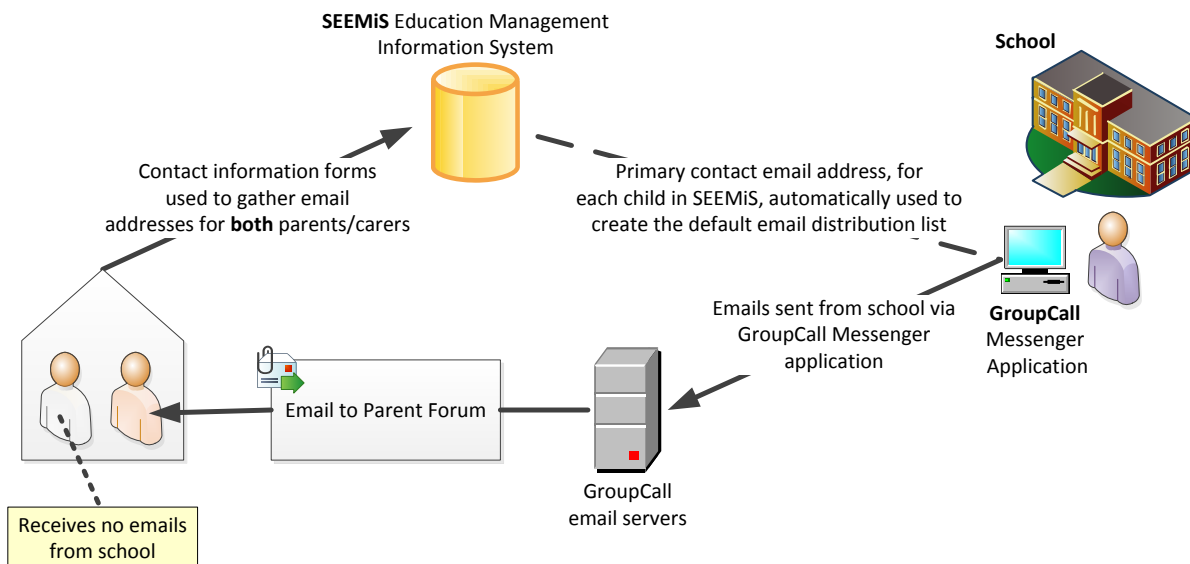 SEEMiS Education Management
Information System
School
Contact information forms
used to gather email
addresses for both parents/carers
Primary contact email address, for
each child in SEEMiS, automatically used to
create the default email distribution list
Emails sent from school via
GroupCall Messenger
application
GroupCall
Messenger
Application
Email to Parent Forum
GroupCall
email servers
Receives no emails
from school